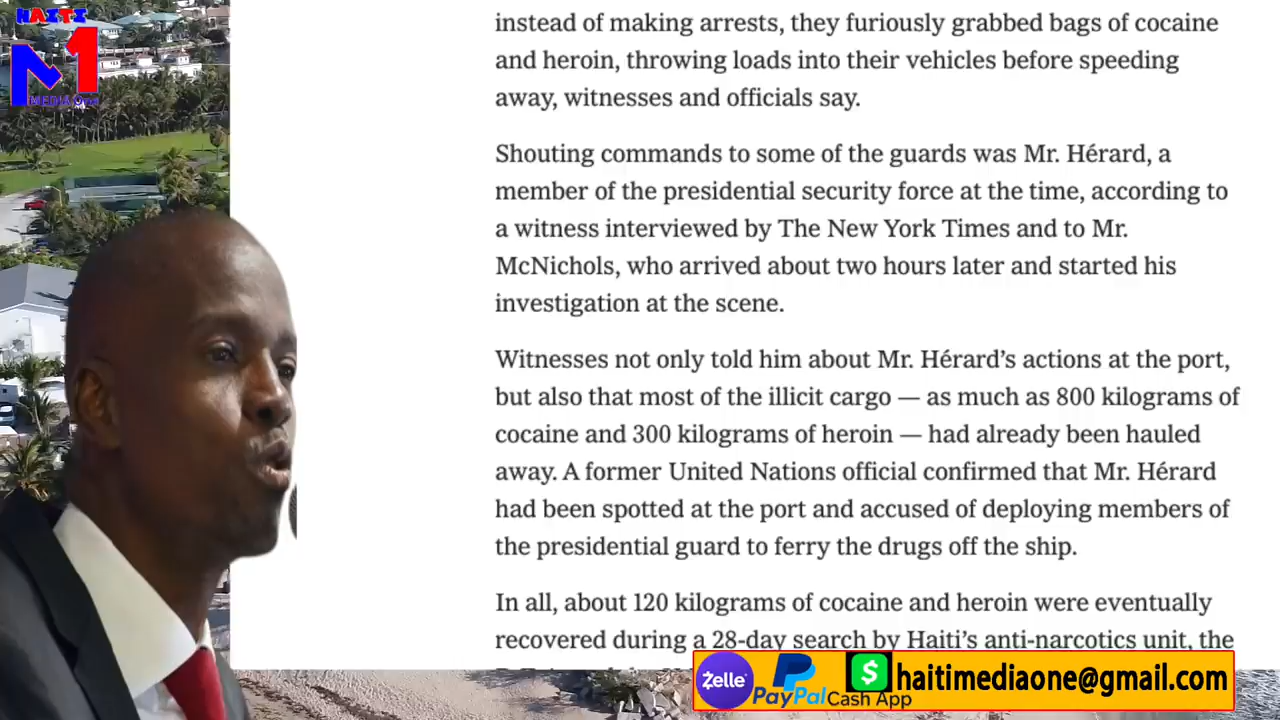 HAITI
M1
MEDIA One
instead of making arrests, they furiously grabbed bags of cocaine
and heroin, throwing loads into their vehicles before speeding
away, witnesses and officials say.
Shouting commands to some of the guards was Mr. Hérard, a
member of the presidential security force at the time, according to
a witness interviewed by The New York Times and to Mr.
McNichols, who arrived about two hours later and started his
investigation at the scene.
Witnesses not only told him about Mr. Hérard’s actions at the port,
but also that most of the illicit cargo — as much as 800 kilograms of
cocaine and 300 kilograms of heroin — had already been hauled
away. A former United Nations official confirmed that Mr. Hérard
had been spotted at the port and accused of deploying members of
the presidential guard to ferry the drugs off the ship.
In all, about 120 kilograms of cocaine and heroin were eventually
recovered during a 28-day search by Haiti’s anti-narcotics unit, the
Zelle
PayPal
$
Cash App
haitimediaone@gmail.com